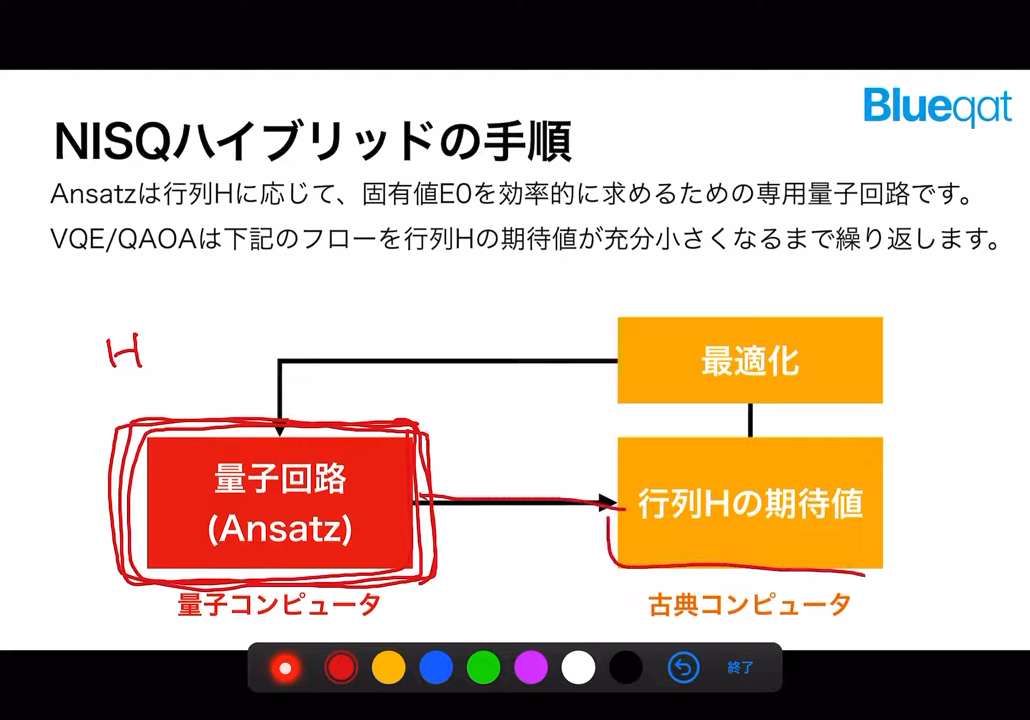 Blueqat
NISQハイブリッドの手順
Ansatzは行列Hに応じて、固有値E0を効率的に求めるための専用量子回路です。
VQE/QAOAは下記のフローを行列Hの期待値が充分小さくなるまで繰り返します。
H
最適化
量子回路
(Ansatz)
行列Hの期待値
量子コンピュータ
古典コンピュータ
終了